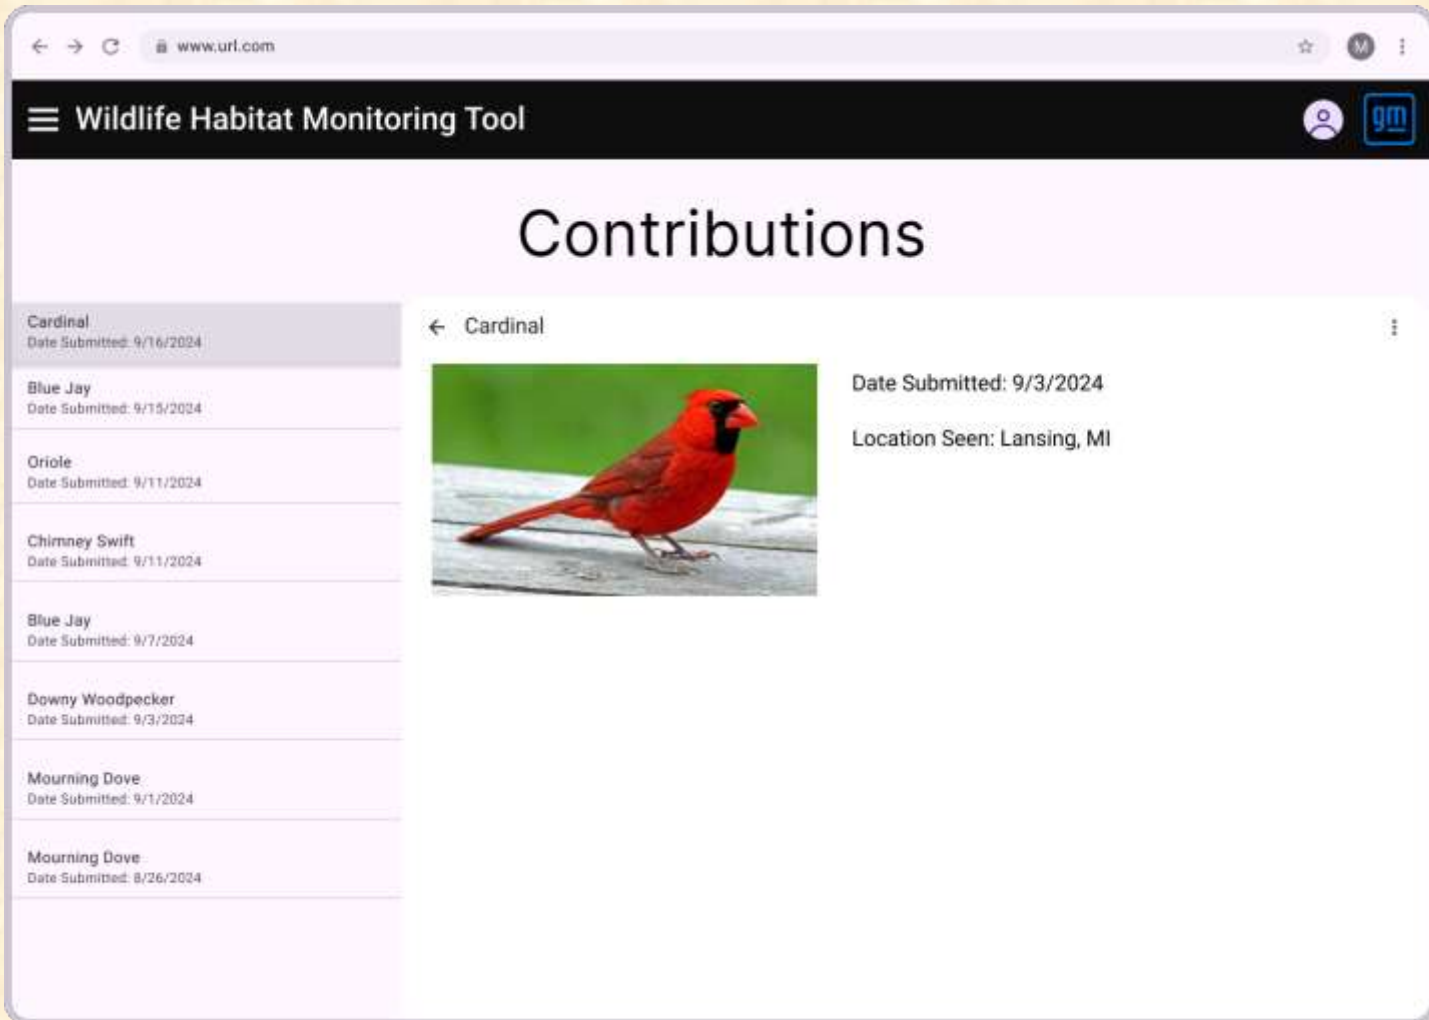 www.url.com
M
Wildlife Habitat Monitoring Tool
gm
Contributions
Cardinal
Date Submitted: 9/16/2024
Blue Jay
Date Submitted: 9/15/2024
Oriole
Date Submitted: 9/11/2024
Chimney Swift
Date Submitted: 9/11/2024
Blue Jay
Date Submitted: 9/7/2024
Downy Woodpecker
Date Submitted: 9/3/2024
Mourning Dove
Date Submitted: 9/1/2024
Mourning Dove
Date Submitted: 8/26/2024
Cardinal
Date Submitted: 9/3/2024
Location Seen: Lansing, MI